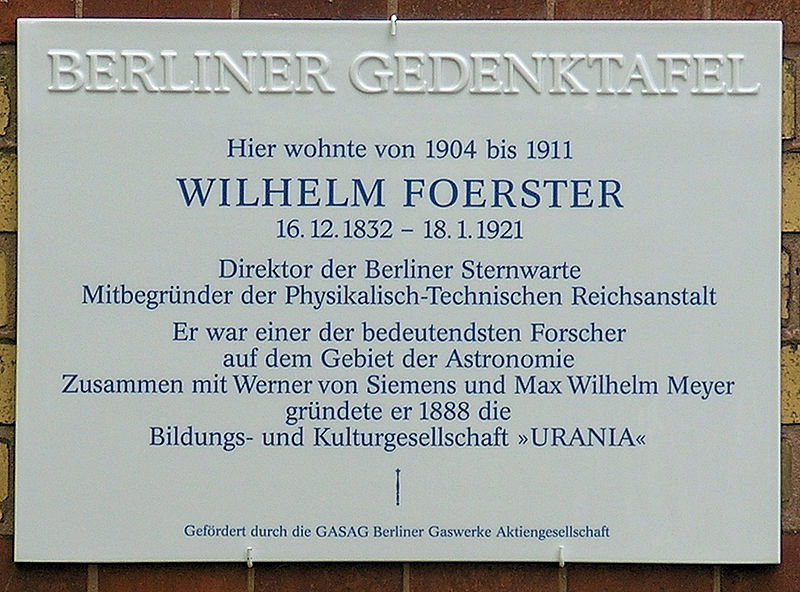 BERLINER GEDENKTAFEL
Hier wohnte von 1904 bis 1911
WILHELM FOERSTER
16. 12. 1832 – 18. 1. 1921
Direktor der Berliner Sternwarte
Mitbegründer der Physikalisch-Technischen Reichsanstalt
Er war einer der bedeutendsten Forscher
auf dem Gebiet der Astronomie
Zusammen mit Werner von Siemens und Max Wilhelm Meyer
gründete er 1888 die
Bildungs- und Kulturgesellschaft »URANIA«
Gefördert durch die GASAG Berliner Gaswerke Aktiengesellschaft